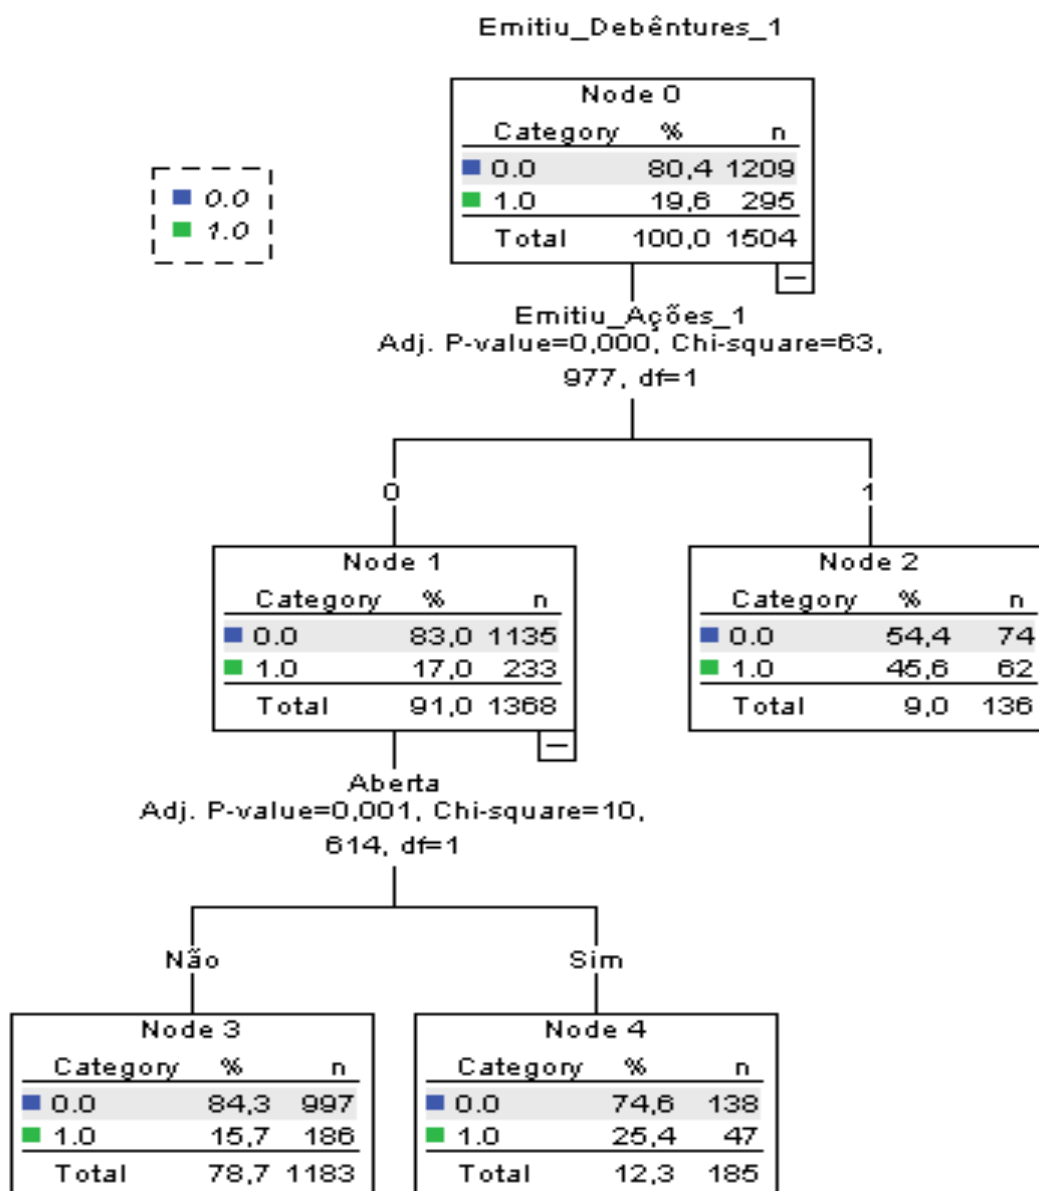 Emitiu_Debêntures_1
Node 0
Category % n
0.0 80,4 1209
1.0 19,6 295
Total 100,0 1504
0.0
1.0
Emitiu_Ações_1
Adj. P-value=0,000, Chi-square=63,
977, df=1
0
1
Node 1
Category % n
0.0 83,0 1135
1.0 17,0 233
Total 91,0 1368
Node 2
Category % n
0.0 54,4 74
1.0 45,6 62
Total 9,0 136
Aberta
Adj. P-value=0,001, Chi-square=10,
614, df=1
Não
Sim
Node 3
Category % n
0.0 84,3 997
1.0 15,7 186
Total 78,7 1183
Node 4
Category % n
0.0 74,6 138
1.0 25,4 47
Total 12,3 185